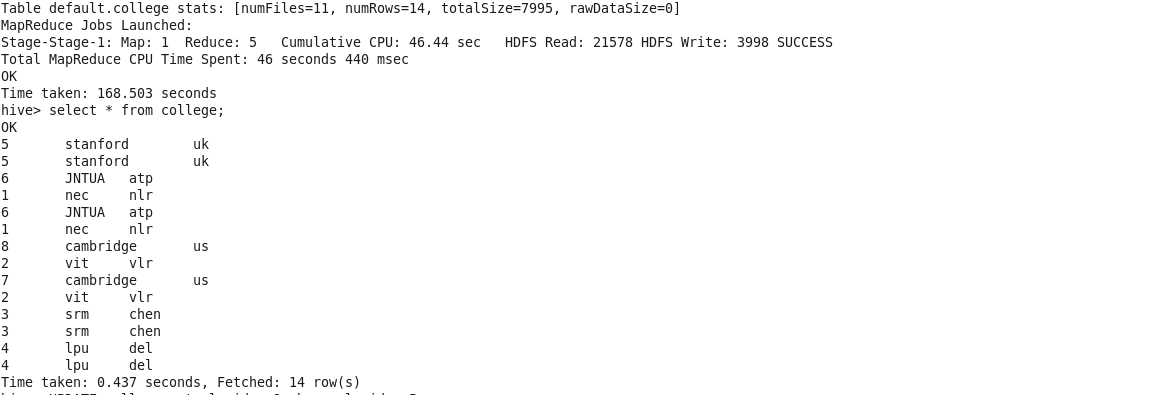 Table default.college stats: [numFiles=11, numRows=14, totalSize=7995, rawDataSize=0]
MapReduce Jobs Launched:
Stage-Stage-1: Map: 1  Reduce: 5   Cumulative CPU: 46.44 sec   HDFS Read: 21578 HDFS Write: 3998 SUCCESS
Total MapReduce CPU Time Spent: 46 seconds 440 msec
OK
Time taken: 168.503 seconds
hive> select * from college;
OK
5       stanford        uk
5       stanford        uk
6       JNTUA   atp
1       nec     nlr
6       JNTUA   atp
1       nec     nlr
8       cambridge       us
2       vit     vlr
7       cambridge       us
2       vit     vlr
3       srm     chen
3       srm     chen
4       lpu     del
4       lpu     del
Time taken: 0.437 seconds, Fetched: 14 row(s)